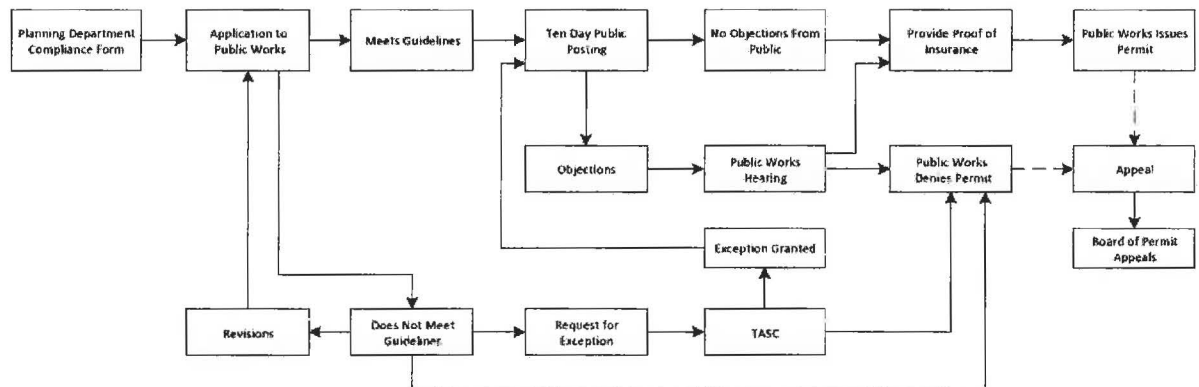 Planning Department
Compliance Form
Application to
Public Works
Meets Guidelines
Ten Day Public
Posting
No Objections From
Public
Provide Proof of
Insurance
Public Works Issues
Permit
Objections
Public Works
Hearing
Public Works
Denies Permit
Appeal
Exception Granted
Board of Permit
Appeals
Revisions
Does Not Meet
Guidelines
Request for
Exception
TASC